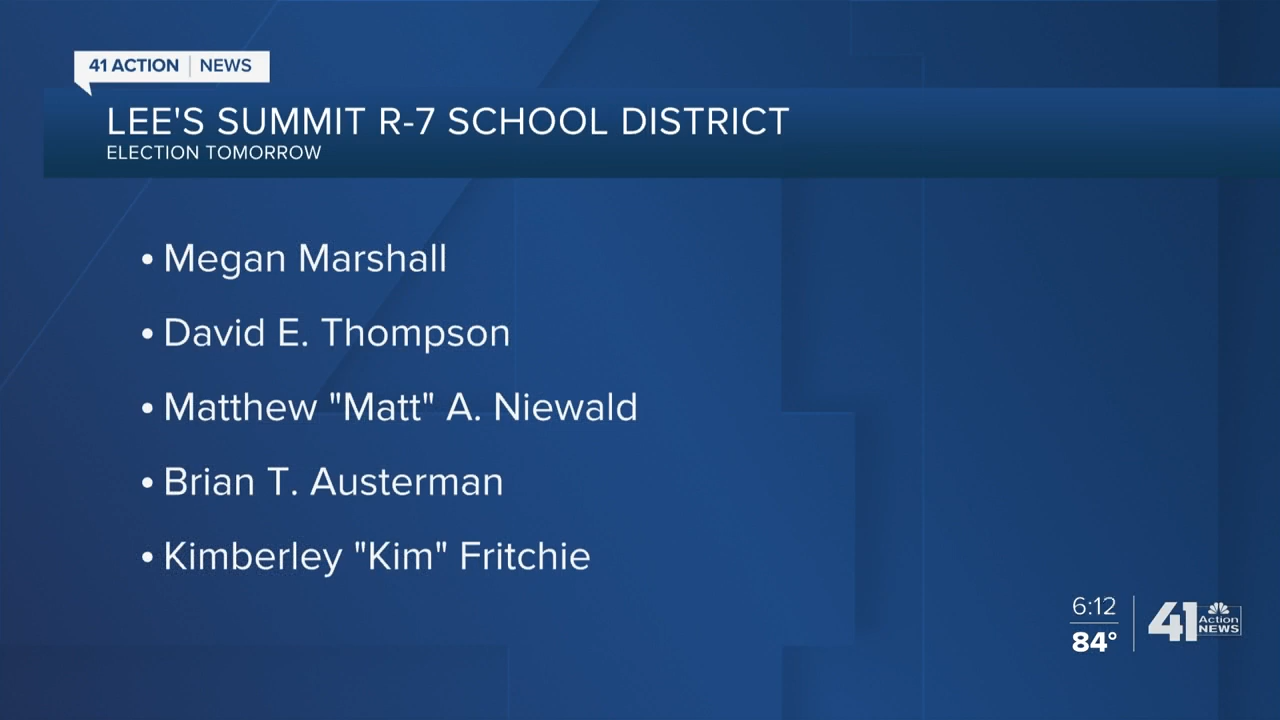 41 ACTION | NEWS
LEE'S SUMMIT R-7 SCHOOL DISTRICT
ELECTION TOMORROW
• Megan Marshall
• David E. Thompson
• Matthew "Matt" A. Niewald
• Brian T. Austerman
• Kimberley "Kim" Fritchie
6:12
84°
41 Action NEWS